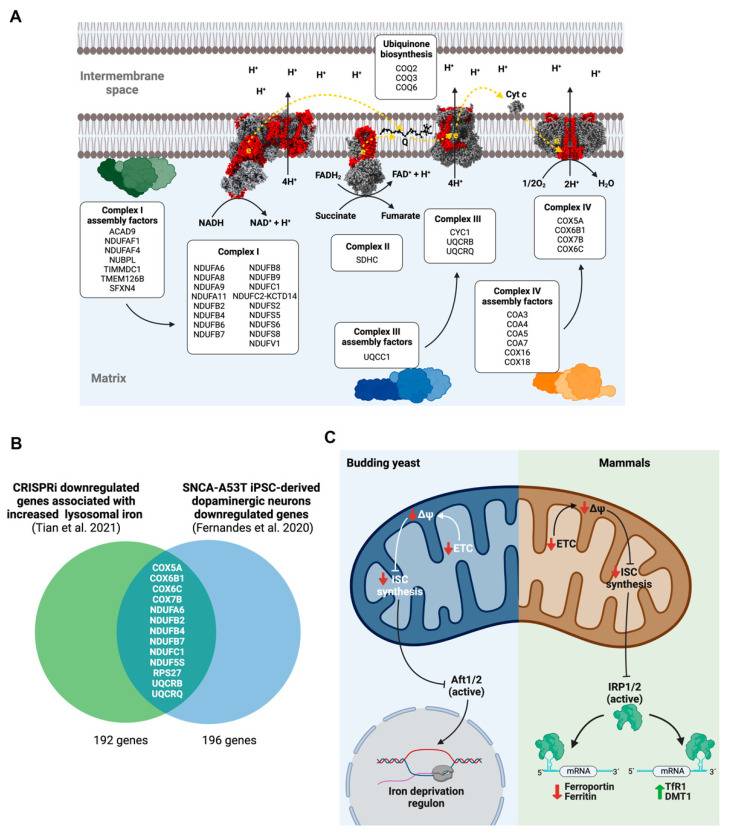 A
Intermembrane
space
Ubiquinone
biosynthesis
COQ2
COQ3
COQ6
H⁺
H⁺
H⁺
H⁺
H⁺
H⁺
H⁺
H⁺
H⁺
H⁺
H⁺
Cyt c
e
e
Q
e
e
4H⁺
FADH₂
FAD⁺ + H⁺
4H⁺
1/2O₂
2H⁺
H₂O
NADH
NAD⁺ + H⁺
Succinate
Fumarate
Complex I
assembly factors
ACAD9
NDUFAF1
NDUFAF4
NUBPL
TIMMDC1
TMEM126B
SFXN4
Complex I
NDUFA6 NDUFB8
NDUFA8 NDUFB9
NDUFA9 NDUFC1
NDUFA11 NDUFC2-KCTD14
NDUFB2 NDUFS2
NDUFB4 NDUFS5
NDUFB6 NDUFS6
NDUFB7 NDUFS8
NDUFV1
Complex II
SDHC
Complex III
CYC1
UQCRB
UQCRQ
Complex IV
COX5A
COX6B1
COX7B
COX6C
Complex III
assembly factors
UQCC1
Complex IV
assembly factors
COA3
COA4
COA5
COA7
COX16
COX18
Matrix
B
CRISPRi downregulated
genes associated with
increased lysosomal iron
(Tian et al. 2021)
SNCA-A53T iPSC-derived
dopaminergic neurons
downregulated genes
(Fernandes et al. 2020)
COX5A
COX6B1
COX6C
COX7B
NDUFA6
NDUFB2
NDUFB4
NDUFB7
NDUFC1
NDUF5S
RPS27
UQCRB
UQCRQ
192 genes
196 genes
C
Budding yeast
Mammals
Δψ
ETC
ISC
synthesis
Δψ
ETC
ISC
synthesis
Aft1/2
(active)
Iron deprivation
regulon
IRP1/2
(active)
5´ mRNA 3´
5´ mRNA 3´
Ferroportin
Ferritin
TfR1
DMT1